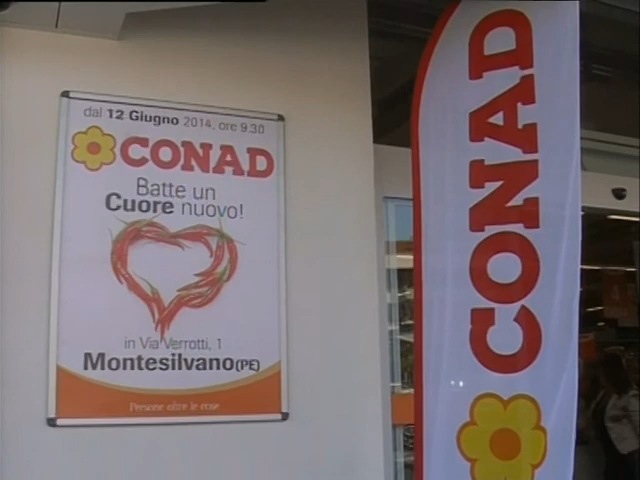 dal 12 Giugno 2014, ore 9.30
CONAD
Batte un
Cuore nuovo!
in Via Verrotti, 1
Montesilvano (PE)
Persone oltre le cose
CONAD